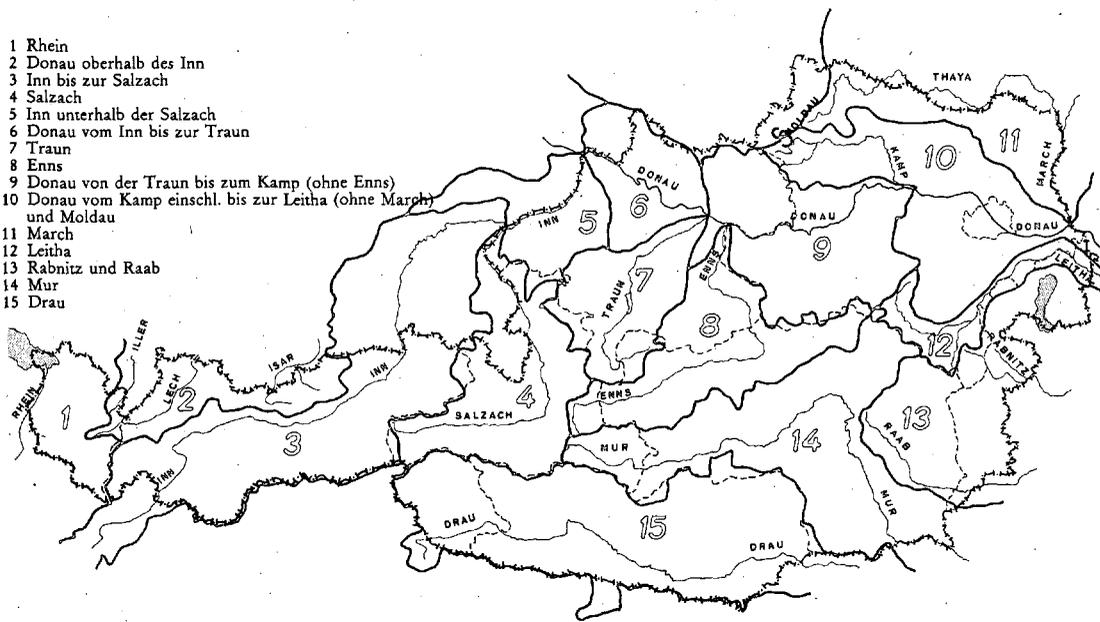 1 Rhein
2 Donau oberhalb des Inn
3 Inn bis zur Salzach
4 Salzach
5 Inn unterhalb der Salzach
6 Donau vom Inn bis zur Traun
7 Traun
8 Enns
9 Donau von der Traun bis zum Kamp (ohne Enns)
10 Donau vom Kamp einschl. bis zur Leitha (ohne March)
und Moldau
11 March
12 Leitha
13 Rabnitz und Raab
14 Mur
15 Drau
THAYA
MOLDAU
11
10
KAMP
MARCH
DONAU
6
INN
5
DONAU
9
DONAU
LEITHA
7
TRAUN
ENNS
8
12
RABNITZ
ILLER
ISAR
INN
LECH
2
RHEIN
1
4
SALZACH
ENNS
13
RAAB
3
INN
MUR
14
MUR
DRAU
15
DRAU